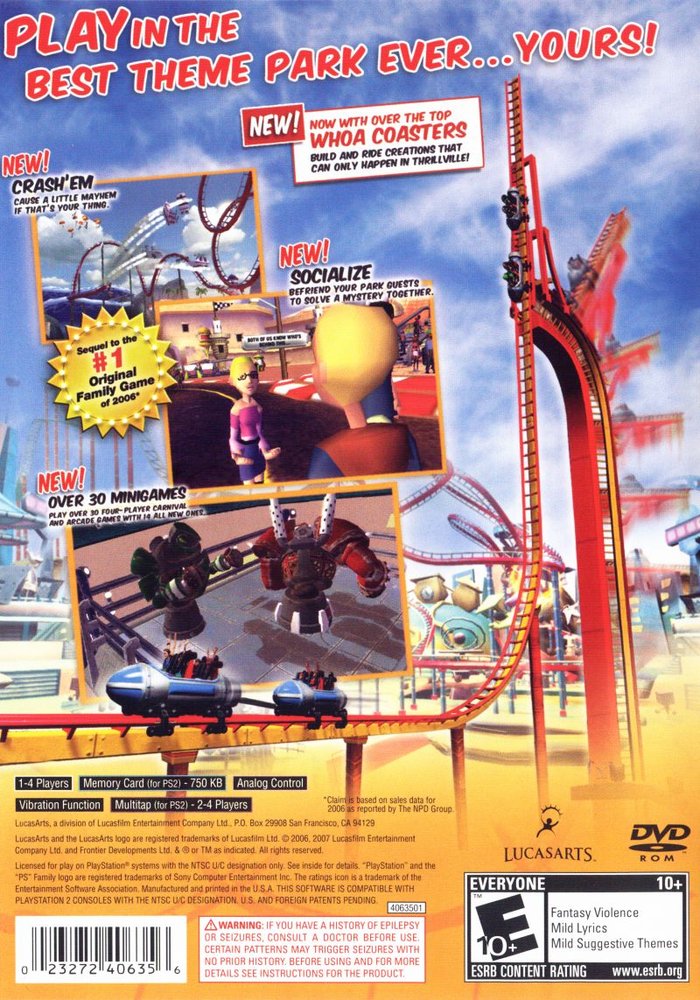 PLAY IN THE
BEST THEME PARK EVER...YOURS!
NEW!
NOW WITH OVER THE TOP
WHOA COASTERS
BUILD AND RIDE CREATIONS THAT
CAN ONLY HAPPEN IN THRILLVILLE!
NEW!
CRASH'EM
CAUSE A LITTLE MAYHEM
IF THAT'S YOUR THING.
NEW!
SOCIALIZE
BEFRIEND YOUR PARK GUESTS
TO SOLVE A MYSTERY TOGETHER.
BOTH OF US KNOW WHO'S
BEHIND THIS...
Sequel to the
#1
Original
Family Game
of 2006*
NEW!
OVER 30 MINIGAMES
PLAY OVER 30 FOUR-PLAYER CARNIVAL
AND ARCADE GAMES WITH 14 ALL NEW ONES.
1-4 Players
Memory Card (for PS2) - 750 KB
Analog Control
Vibration Function
Multitap (for PS2) - 2-4 Players
*Claim is based on sales data for
2006 as reported by The NPD Group.
LucasArts, a division of Lucasfilm Entertainment Company Ltd., P.O. Box 29908 San Francisco, CA 94129
LucasArts and the LucasArts logo are registered trademarks of Lucasfilm Ltd. © 2006, 2007 Lucasfilm Entertainment
Company Ltd. and Frontier Developments Ltd. & ® or TM as indicated. All rights reserved.
Licensed for play on PlayStation® systems with the NTSC U/C designation only. See inside for details. "PlayStation" and the
"PS" Family logo are registered trademarks of Sony Computer Entertainment Inc. The ratings icon is a trademark of the
Entertainment Software Association. Manufactured and printed in the U.S.A. THIS SOFTWARE IS COMPATIBLE WITH
PLAYSTATION 2 CONSOLES WITH THE NTSC U/C DESIGNATION. U.S. AND FOREIGN PATENTS PENDING.
4063501
LUCASARTS™
DVD
ROM
0 23272 40635 6
WARNING: IF YOU HAVE A HISTORY OF EPILEPSY
OR SEIZURES, CONSULT A DOCTOR BEFORE USE.
CERTAIN PATTERNS MAY TRIGGER SEIZURES WITH
NO PRIOR HISTORY. BEFORE USING AND FOR MORE
DETAILS SEE INSTRUCTIONS FOR THE PRODUCT.
EVERYONE 10+
E
10+
Fantasy Violence
Mild Lyrics
Mild Suggestive Themes
ESRB CONTENT RATING www.esrb.org